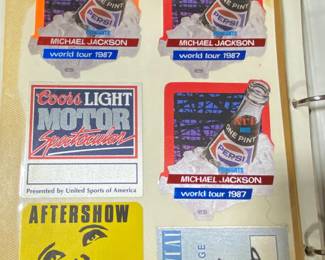 ONE PINT
PEPSI
MICHAEL JACKSON
world tour 1987
ONE PINT
PEPSI
MICHAEL JACKSON
world tour 1987
Coors LIGHT
MOTOR
Spectacular
Presented by United Sports of America
ONE PINT
PEPSI
MICHAEL JACKSON
world tour 1987
AFTERSHOW